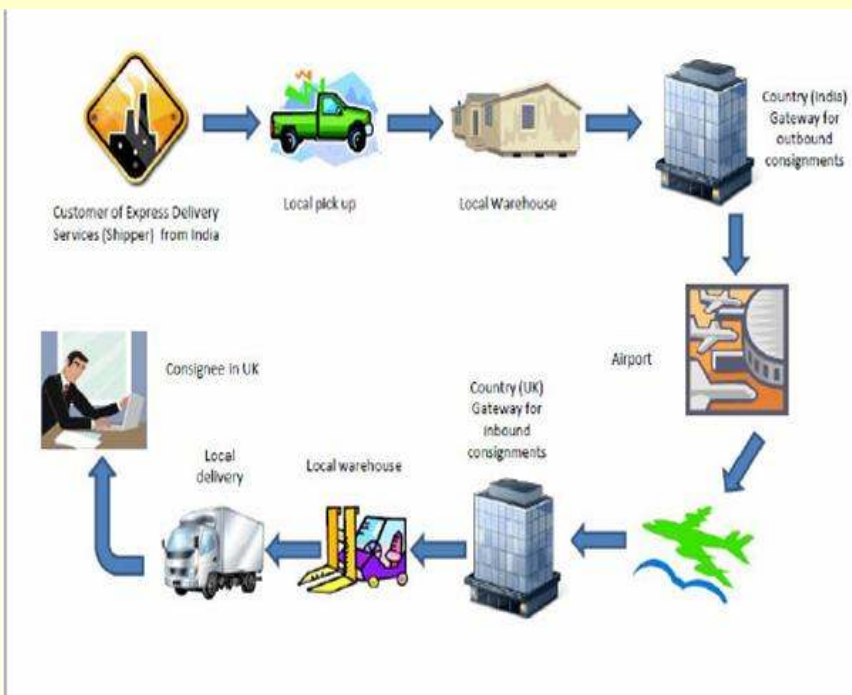 Customer of Express Delivery
Services (Shipper) from India
Local pick up
Local Warehouse
Country (India)
Gateway for
outbound
consignments
Airport
Country (UK)
Gateway for
inbound
consignments
Local warehouse
Local
delivery
Consignee in UK